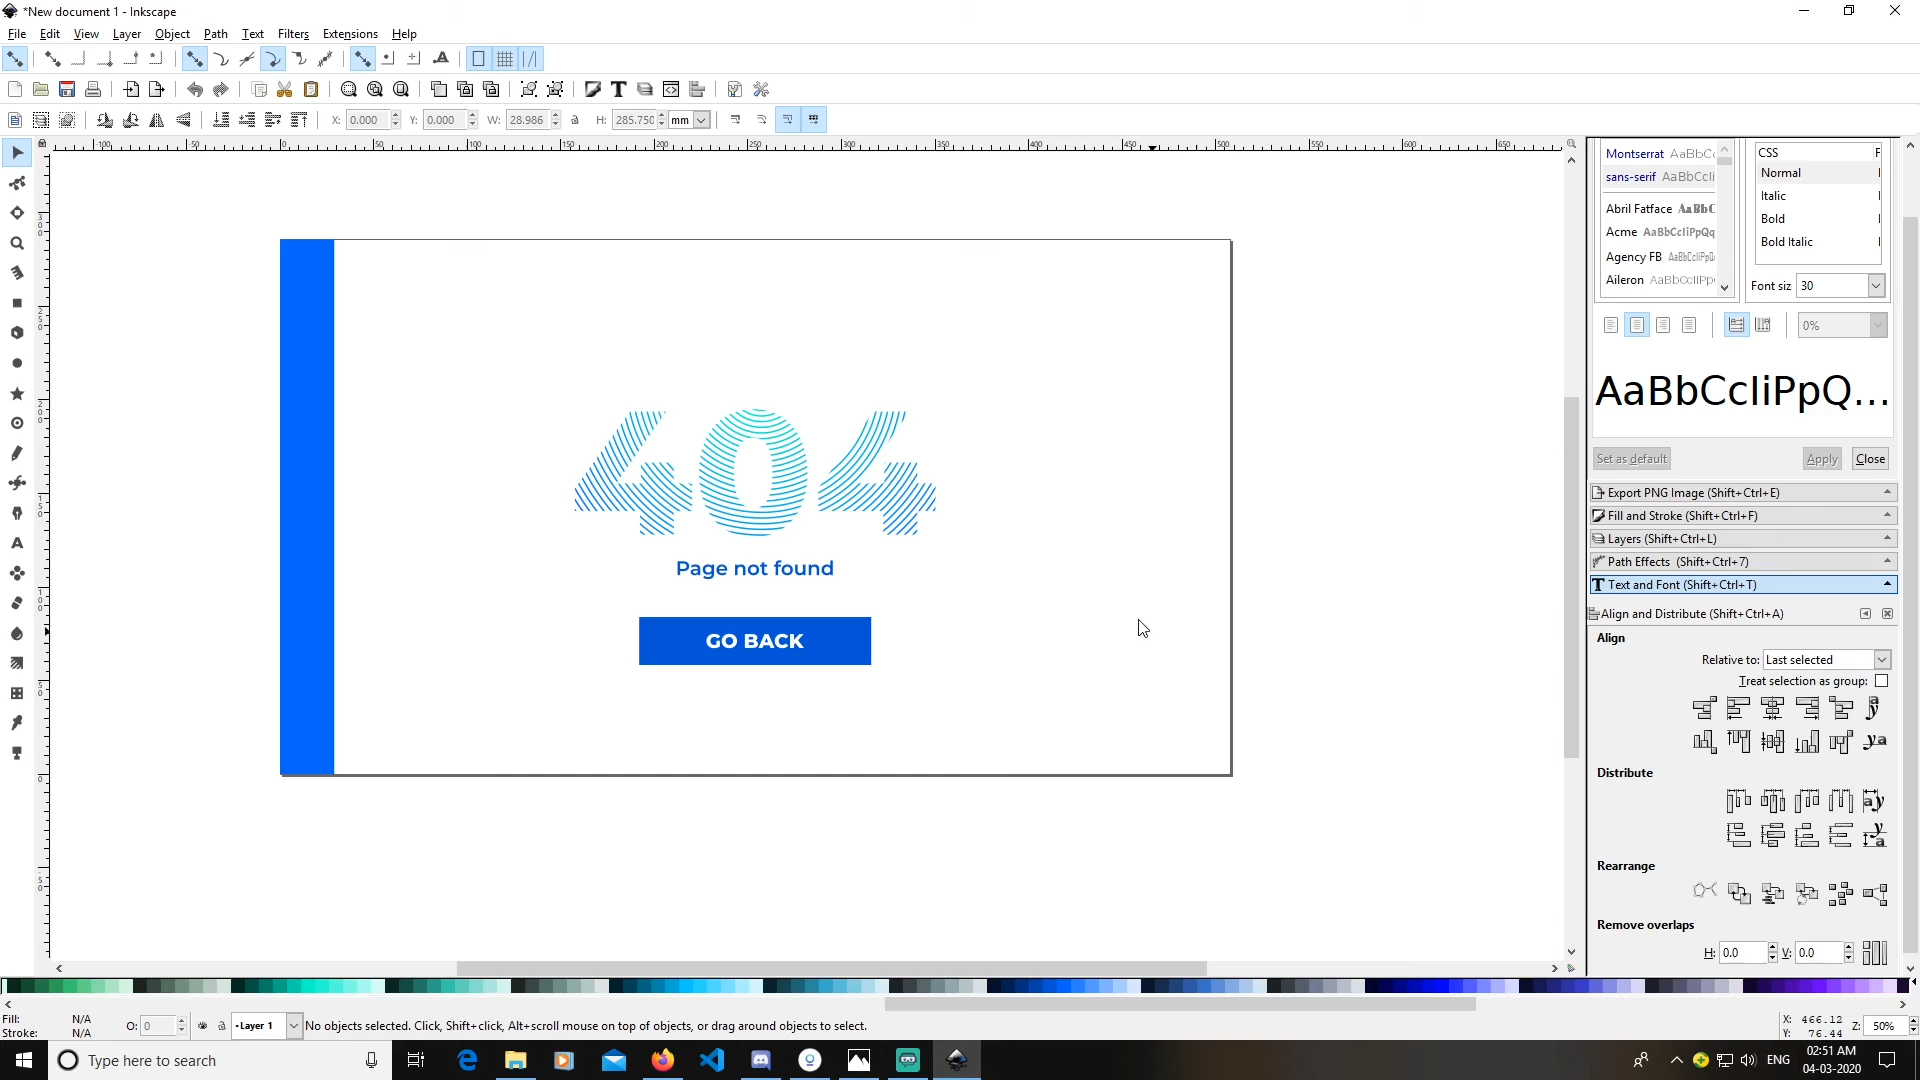 *New document 1 - Inkscape
File Edit View Layer Object Path Text Filters Extensions Help
X: 0.000 Y: 0.000 W: 28.986 H: 285.750 mm
Montserrat AaBbC
sans-serif AaBbCcIi
Abril Fatface AaBbC
Acme AaBbCcIiPpQq
Agency FB AaBbCcIiPpQ
Aileron AaBbCcIiPp
CSS
Normal
Italic
Bold
Bold Italic
Font siz 30
0%
AaBbCcIiPpQ...
Set as default Apply Close
Export PNG Image (Shift+Ctrl+E)
Fill and Stroke (Shift+Ctrl+F)
Layers (Shift+Ctrl+L)
Path Effects (Shift+Ctrl+7)
Text and Font (Shift+Ctrl+T)
Align and Distribute (Shift+Ctrl+A)
Align
Relative to: Last selected
Treat selection as group:
Distribute
Rearrange
Remove overlaps
H: 0.0 V: 0.0
404
Page not found
GO BACK
Fill: N/A
Stroke: N/A
O: 0
•Layer 1
No objects selected. Click, Shift+click, Alt+scroll mouse on top of objects, or drag around objects to select.
X: 466.12
Y: 76.44
Z: 50%
Type here to search
ENG
02:51 AM
04-03-2020